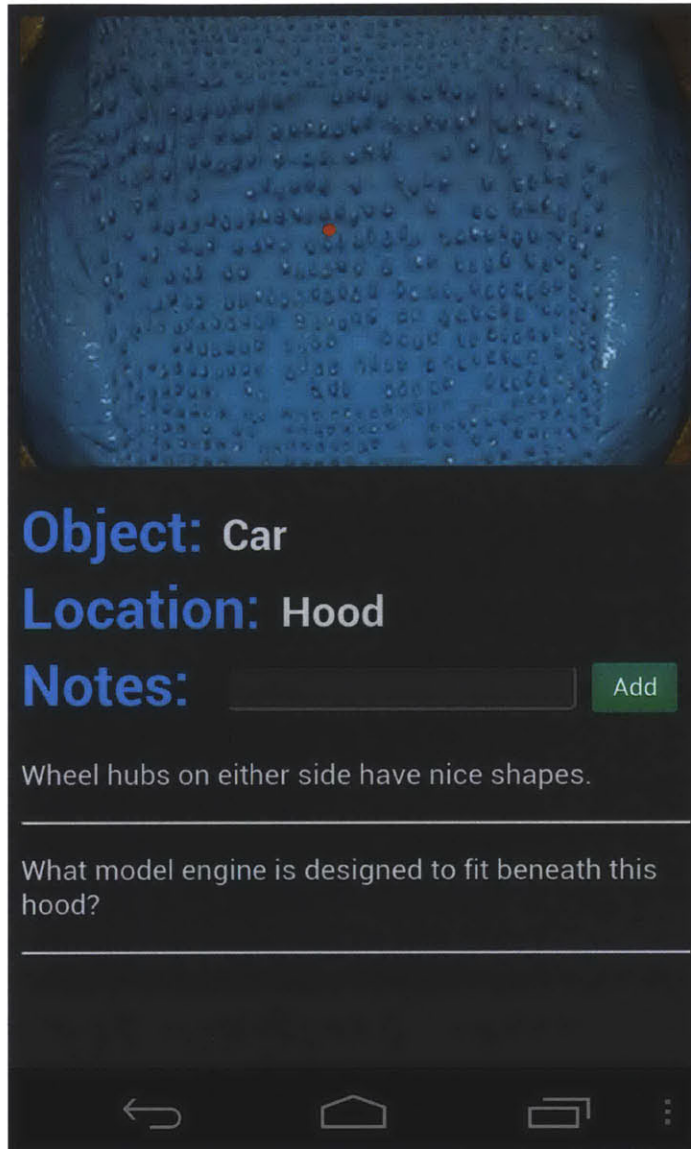 Object: Car
Location: Hood
Notes:
Add
Wheel hubs on either side have nice shapes.
What model engine is designed to fit beneath this
hood?